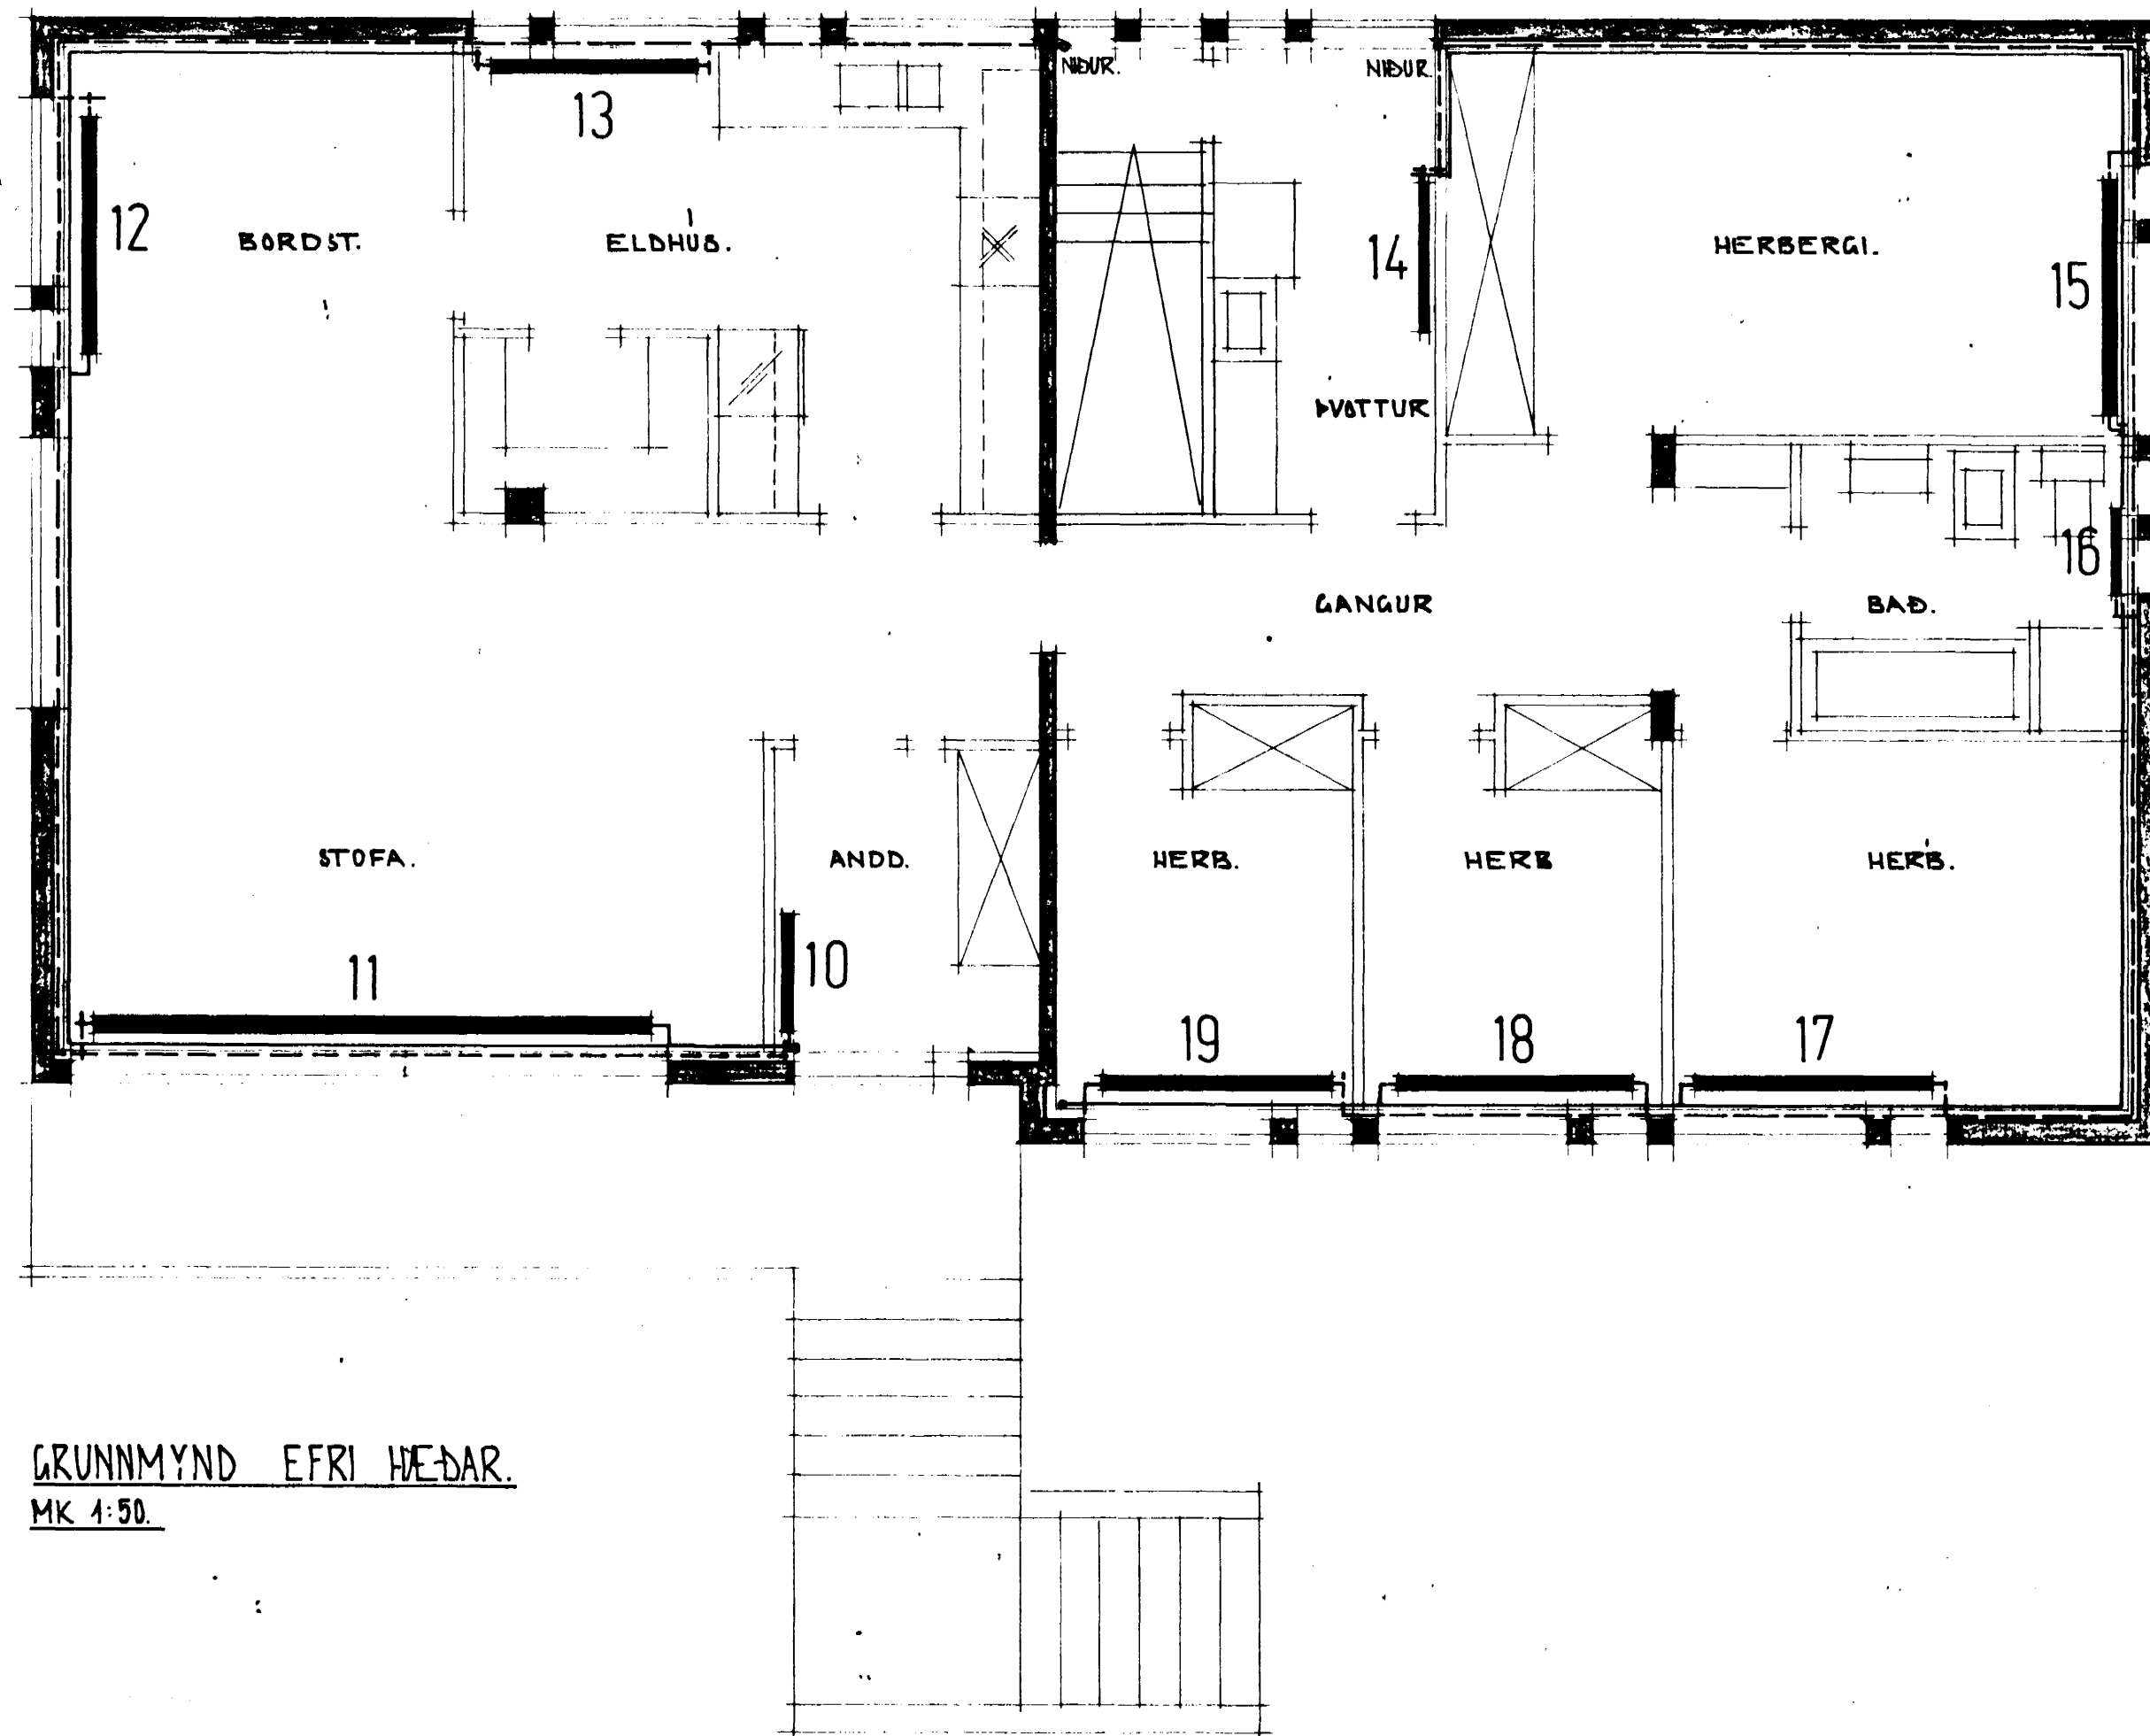 NIÐUR.
NIÐUR
13
12
BORÐST.
ELDHÚS.
14
HERBERGI.
15
ÞVOTTUR
16
GANGUR
BAÐ.
STOFA.
ANDD.
HERB.
HERB
HERB.
11
10
19
18
17
GRUNNMYND EFRI HÆÐAR.
MK 1:50.